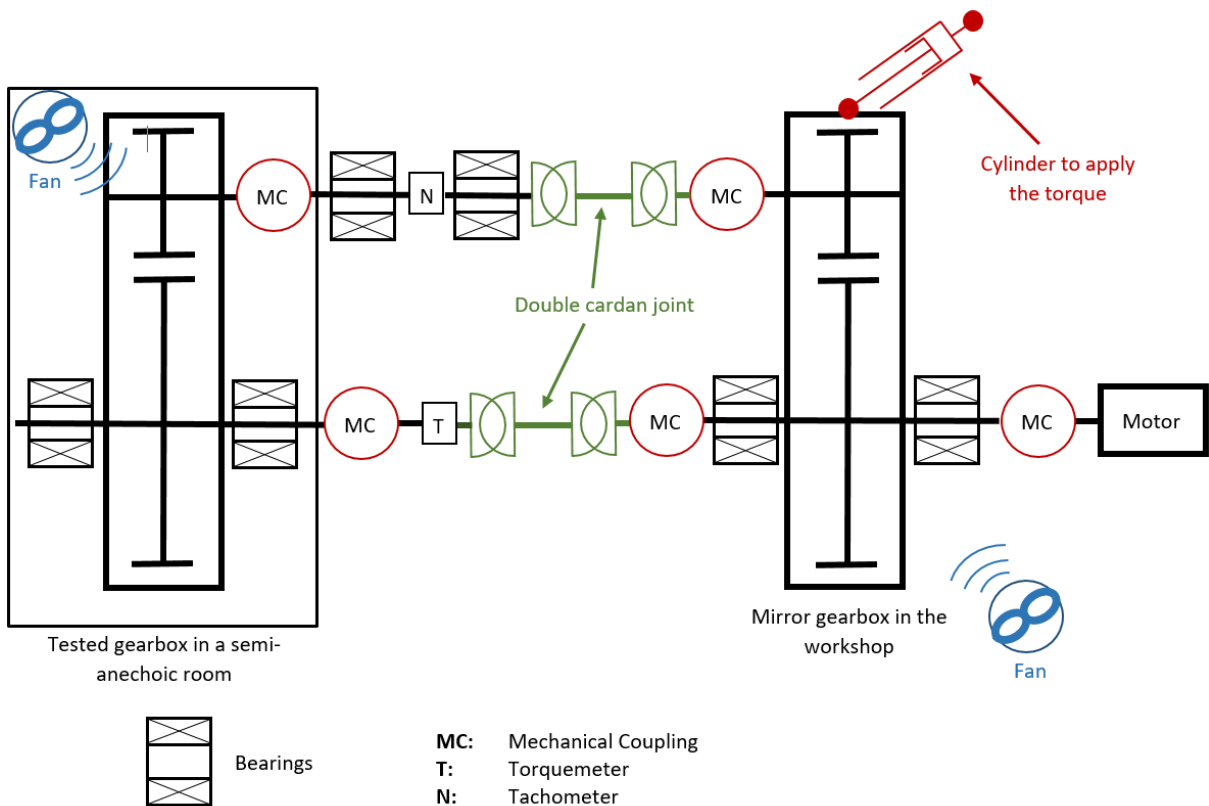 Fan
MC
N
MC
Cylinder to apply
the torque
Double cardan joint
MC
T
MC
MC
Motor
Tested gearbox in a semi-
anechoic room
Mirror gearbox in the
workshop
Fan
Bearings
MC: Mechanical Coupling
T: Torquemeter
N: Tachometer